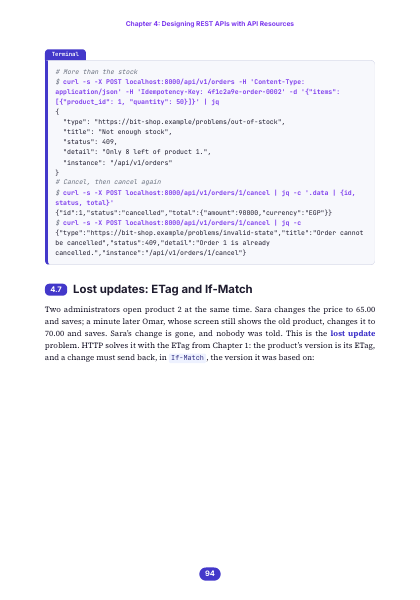 Chapter 4: Designing REST APIs with API Resources
Terminal
# More than the stock
$ curl -s -X POST localhost:8000/api/v1/orders -H 'Content-Type:
application/json' -H 'Idempotency-Key: 4f1c2a9e-order-0002' -d '{"items":
[{"product_id": 1, "quantity": 50}]}' | jq
{
  "type": "https://bit-shop.example/problems/out-of-stock",
  "title": "Not enough stock",
  "status": 409,
  "detail": "Only 8 left of product 1.",
  "instance": "/api/v1/orders"
}
# Cancel, then cancel again
$ curl -s -X POST localhost:8000/api/v1/orders/1/cancel | jq -c '.data | {id,
status, total}'
{"id":1,"status":"cancelled","total":{"amount":90000,"currency":"EGP"}}
$ curl -s -X POST localhost:8000/api/v1/orders/1/cancel | jq -c
{"type":"https://bit-shop.example/problems/invalid-state","title":"Order cannot
be cancelled","status":409,"detail":"Order 1 is already
cancelled.","instance":"/api/v1/orders/1/cancel"}
4.7 Lost updates: ETag and If-Match
Two administrators open product 2 at the same time. Sara changes the price to 65.00
and saves; a minute later Omar, whose screen still shows the old product, changes it to
70.00 and saves. Sara's change is gone, and nobody was told. This is the lost update
problem. HTTP solves it with the ETag from Chapter 1: the product's version is its ETag,
and a change must send back, in If-Match, the version it was based on:
94